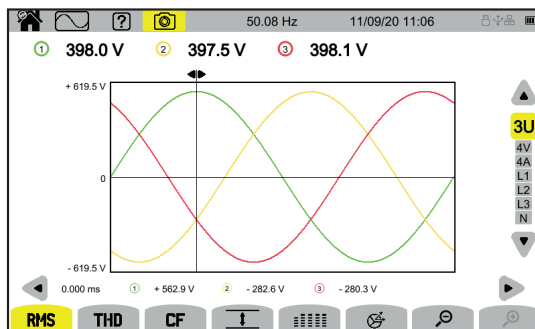 ? 50.08 Hz 11/09/20 11:06
1 398.0 V 2 397.5 V 3 398.1 V
+ 619.5 V
0
- 619.5 V
3U
4V
4A
L1
L2
L3
N
0.000 ms 1 + 562.9 V 2 - 282.6 V 3 - 280.3 V
RMS THD CF